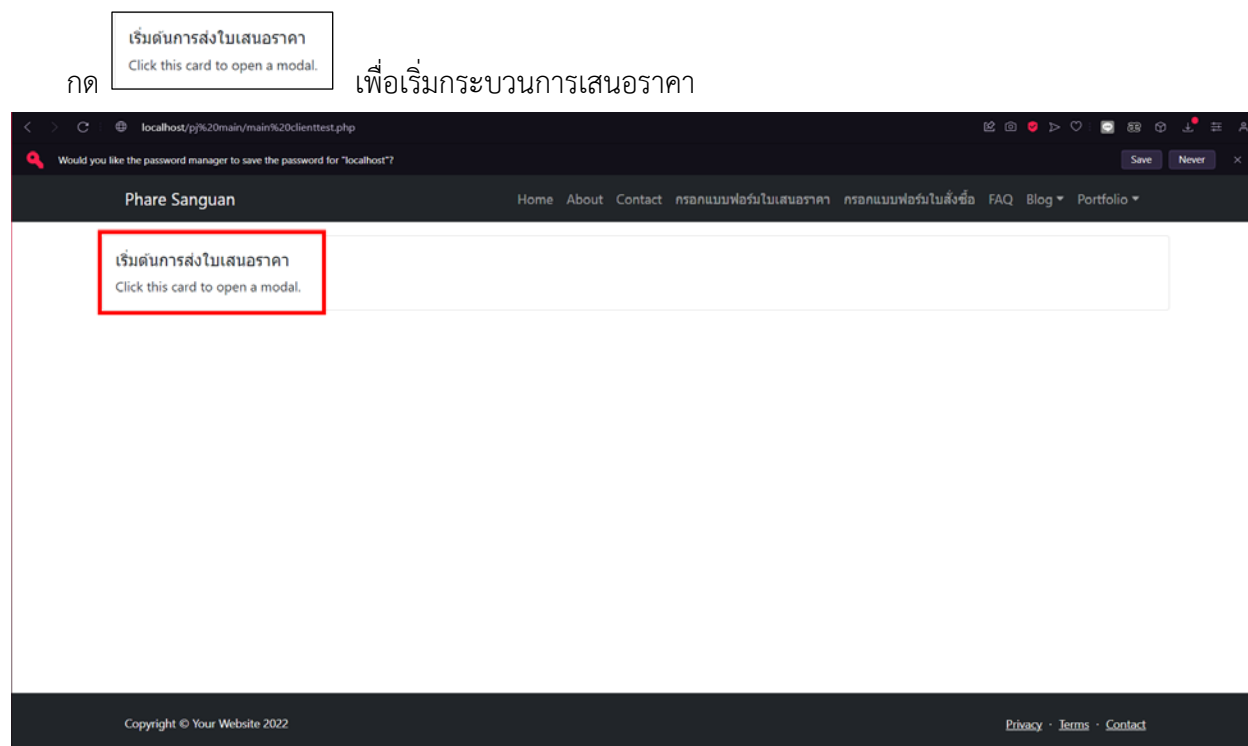 เริ่มต้นการส่งใบเสนอราคา
Click this card to open a modal.
กด เพื่อเริ่มกระบวนการเสนอราคา
localhost/pj%20main/main%20clienttest.php
Would you like the password manager to save the password for "localhost"? Save Never
Phare Sanguan Home About Contact กรอกแบบฟอร์มใบเสนอราคา กรอกแบบฟอร์มใบสั่งซื้อ FAQ Blog Portfolio
เริ่มต้นการส่งใบเสนอราคา
Click this card to open a modal.
Copyright © Your Website 2022 Privacy · Terms · Contact